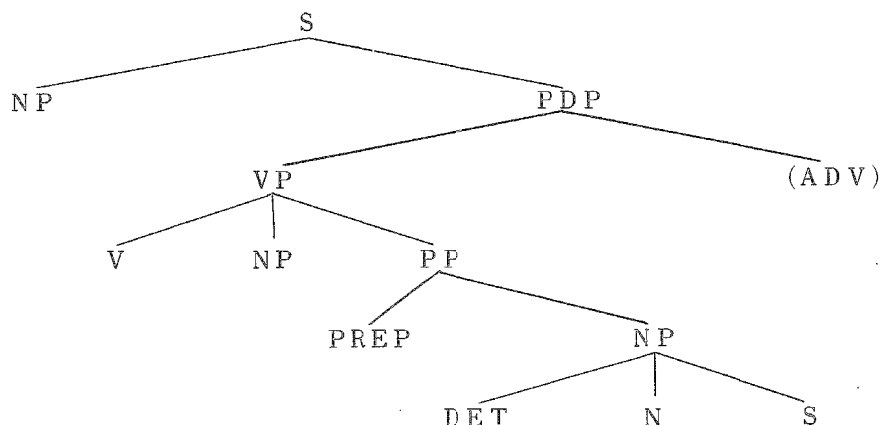 S
NP PDP
VP (ADV)
V NP PP
PREP NP
DET N S